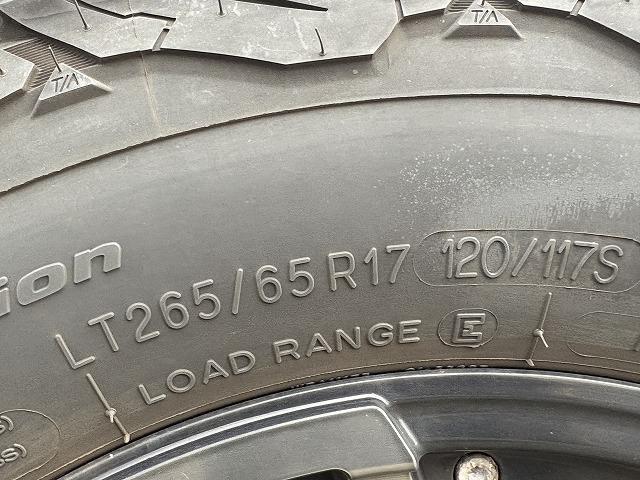 T/A
T/A
ion
LT265/65R17 120/117S
LOAD RANGE E